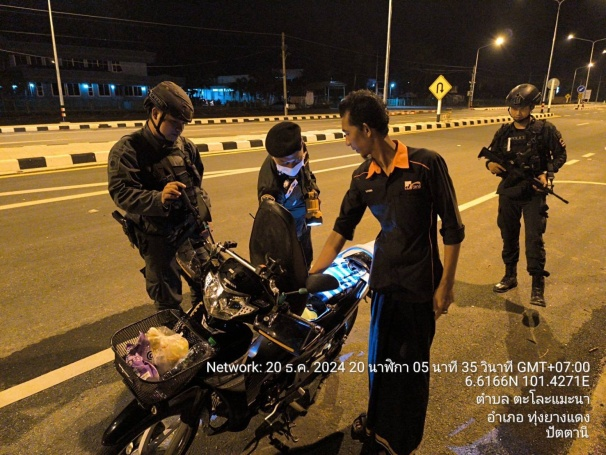 Network: 20 ธ.ค. 2024 20 นาฬิกา 05 นาที 35 วินาที GMT+07:00
6.6166N 101.4271E
ตำบล ตะโละแมะนา
อำเภอ ทุ่งยางแดง
ปัตตานี